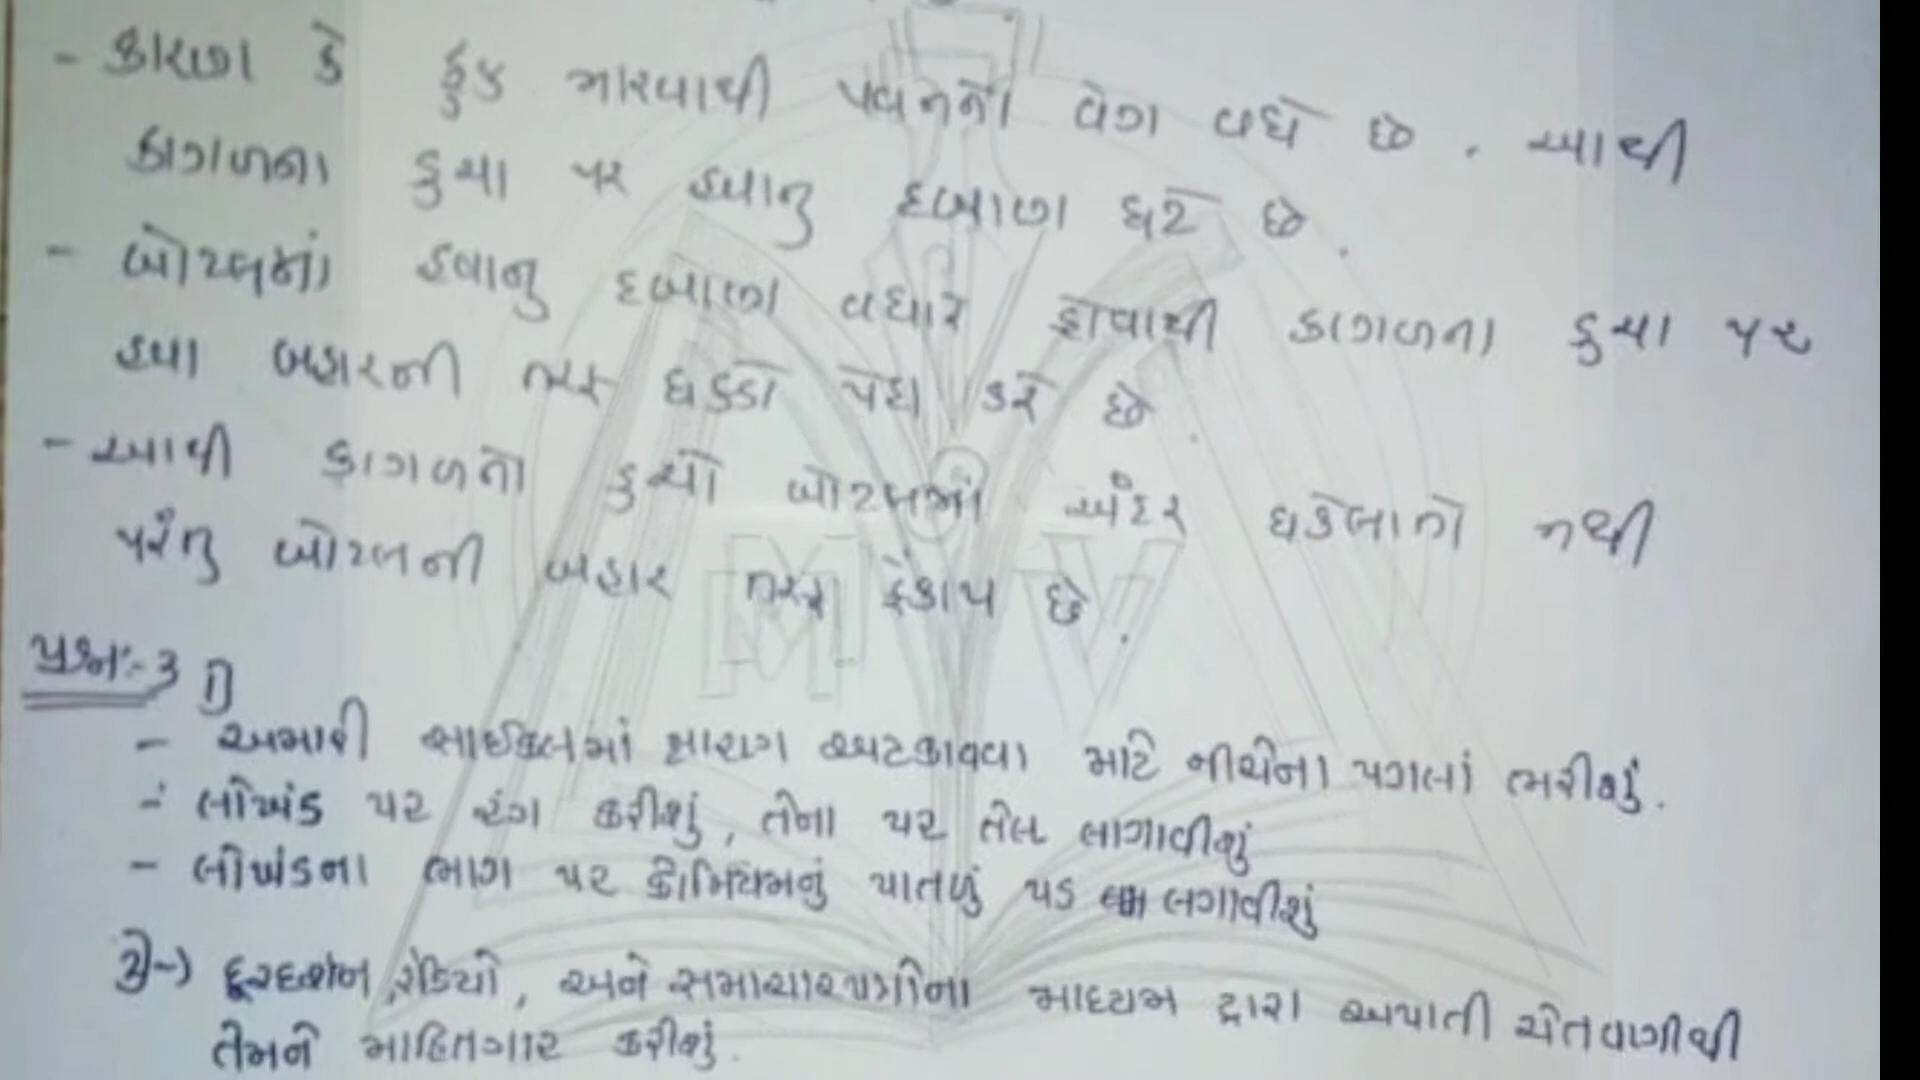 - કારણ કે ફુંક મારવાથી પવનનો વેગ વધે છે. આથી
કાગળના કુચા પર હવાનુ દબાણ ઘટે છે.
- બોટલમાં હવાનુ દબાણ વધારે હોવાથી કાગળના કુચા પર
હવા બહારની તરફ ધક્કો પેદા કરે છે.
- આથી કાગળનો કુચો બોટલમાં અંદર ધકેલાતો નથી
પરંતુ બોટલની બહાર તરફ ફેંકાય છે.
પ્રશ્ન:-3 1)
- અમારી સાઈકલમાં કાટ અટકાવવા માટે નીચેના પગલાં ભરીશું.
- લોખંડ પર રંગ કરીશું, તેના પર તેલ લાગાવીશું
- લોખંડના ભાગ પર ક્રોમિયમનું પાતળું પડ લગાવીશું
2-) દૂરદર્શન, રેડિયો, અને સમાચારપત્રોના માધ્યમ દ્વારા અપાતી ચેતવણીથી
તેમને માહિતગાર કરીશું.
MV